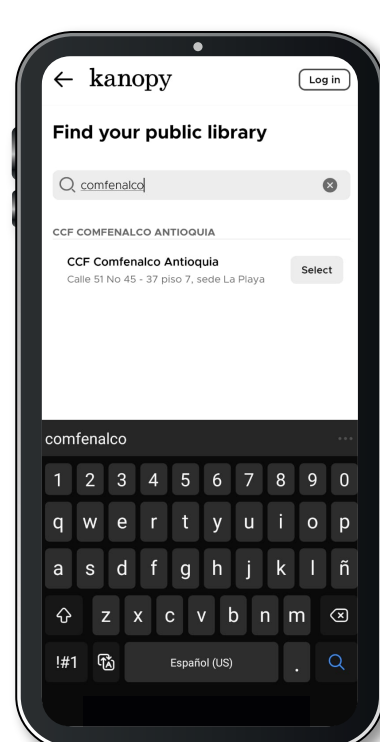 kanopy
Log in
Find your public library
comfenalco
CCF COMFENALCO ANTIOQUIA
CCF Comfenalco Antioquia
Calle 51 No 45 - 37 piso 7, sede La Playa
Select
comfenalco
1 2 3 4 5 6 7 8 9 0
q w e r t y u i o p
a s d f g h j k l ñ
z x c v b n m
!#1 Español (US) .